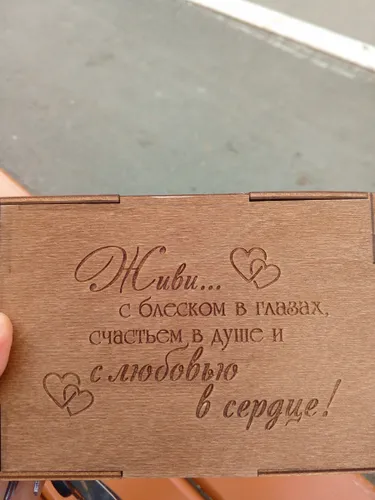 Живи...
с блеском в глазах,
счастьем в душе и
с любовью
в сердце!